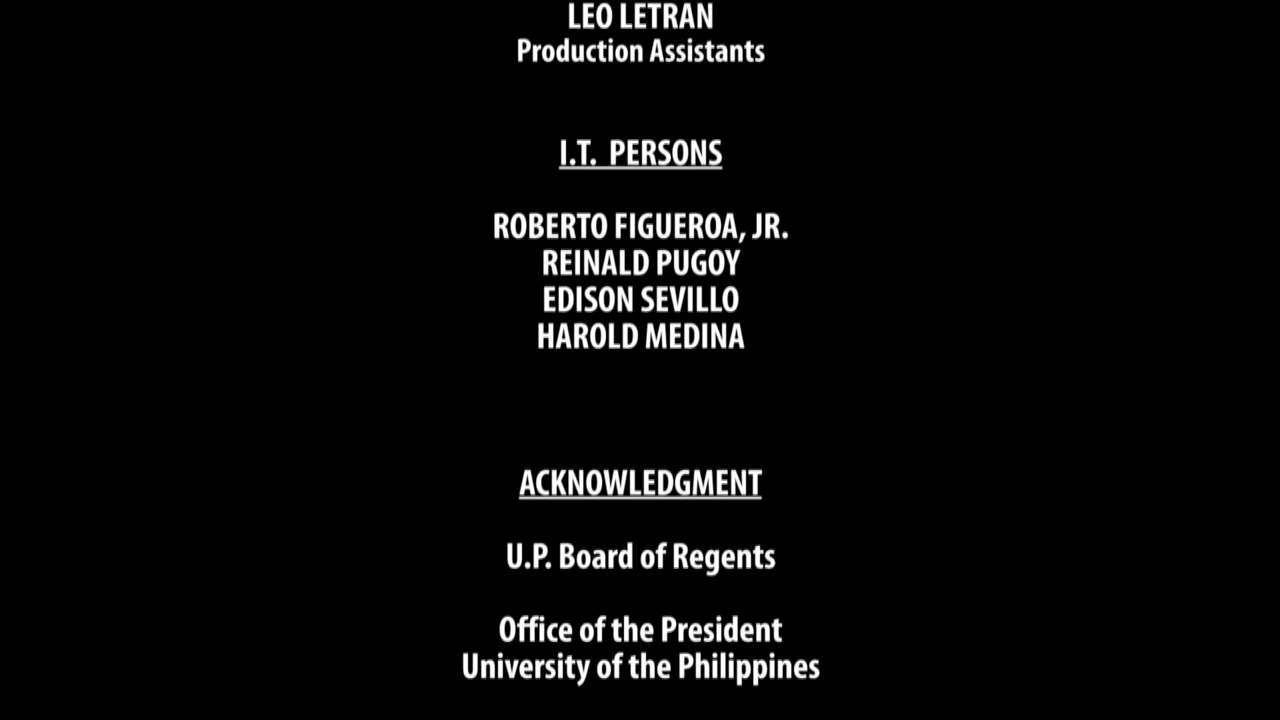 LEO LETRAN
Production Assistants
I.T. PERSONS
ROBERTO FIGUEROA, JR.
REINALD PUGOY
EDISON SEVILLO
HAROLD MEDINA
ACKNOWLEDGMENT
U.P. Board of Regents
Office of the President
University of the Philippines